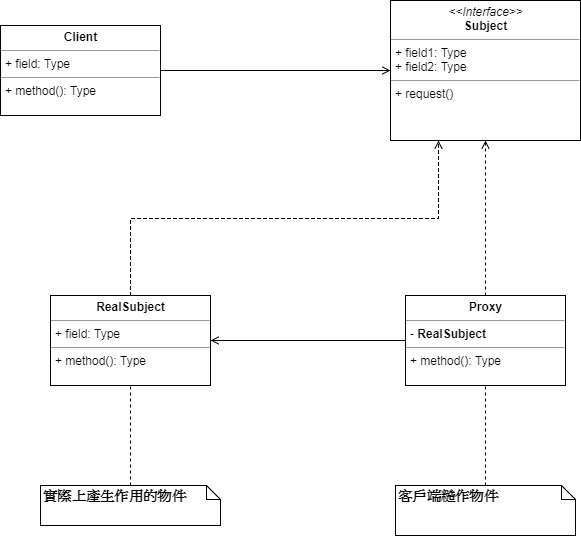 Client
+ field: Type
+ method(): Type
<<Interface>>
Subject
+ field1: Type
+ field2: Type
+ request()
RealSubject
+ field: Type
+ method(): Type
Proxy
- RealSubject
+ method(): Type
實際上產生作用的物件
客戶端糙作物件